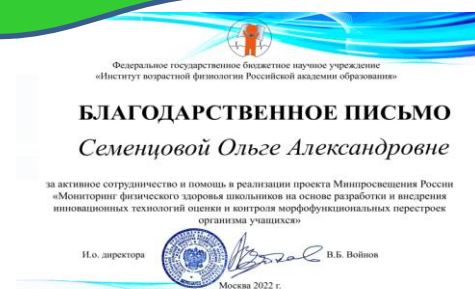 Федеральное государственное бюджетное научное учреждение
«Институт возрастной физиологии Российской академии образования»
БЛАГОДАРСТВЕННОЕ ПИСЬМО
Семенцовой Ольге Александровне
за активное сотрудничество и помощь в реализации проекта Минпросвещения России
«Мониторинг физического здоровья школьников на основе разработки и внедрения
инновационных технологий оценки и контроля морфофункциональных перестроек
организма учащихся»
И.о. директора
В.Б. Войнов
Москва 2022 г.